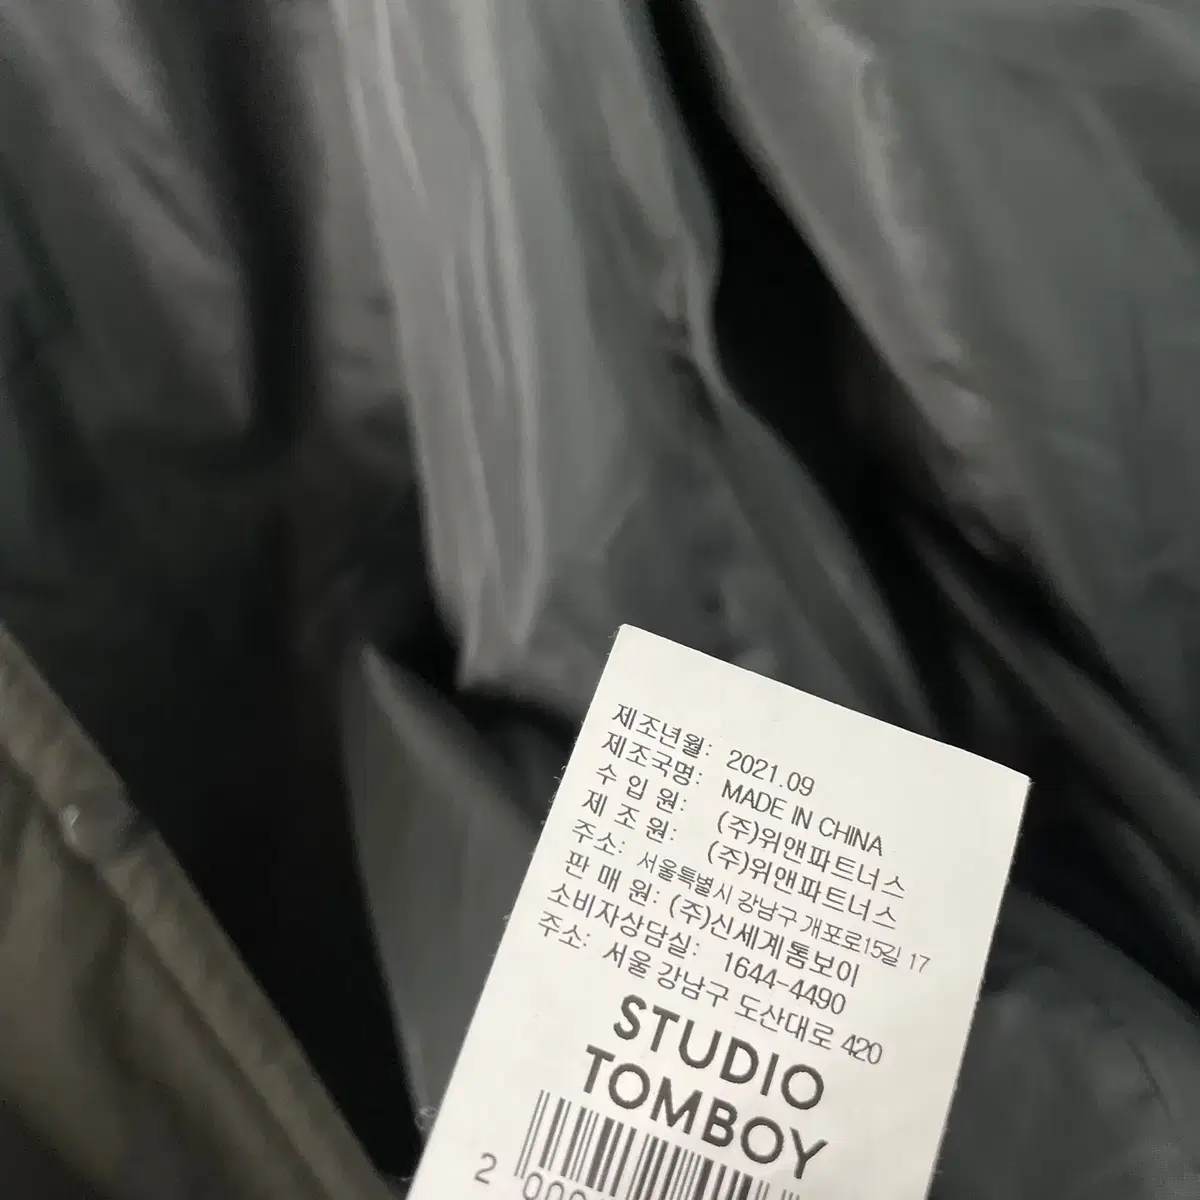 제조년월: 2021.09
제조국명: MADE IN CHINA
수 입 원: (주)위앤파트너스
제 조 원: (주)위앤파트너스
주소: 서울특별시 강남구 개포로15길 17
판 매 원: (주)신세계톰보이
소비자상담실: 1644-4490
주소: 서울 강남구 도산대로 420
STUDIO
TOMBOY
2